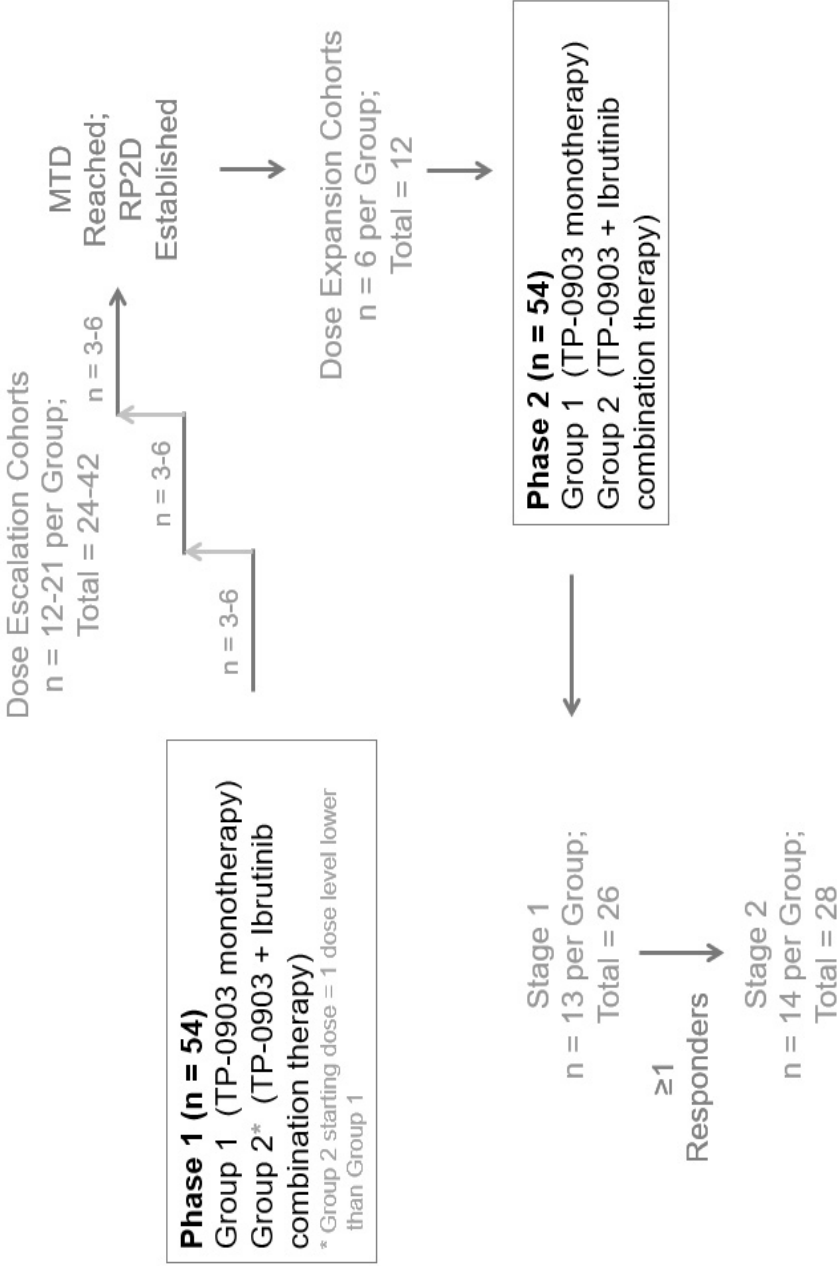 Phase 1 (n = 54)
Group 1 (TP-0903 monotherapy)
Group 2* (TP-0903 + Ibrutinib
combination therapy)
* Group 2 starting dose = 1 dose level lower
than Group 1
Dose Escalation Cohorts
n = 12-21 per Group;
Total = 24-42
n = 3-6
n = 3-6
n = 3-6
MTD
Reached;
RP2D
Established
Dose Expansion Cohorts
n = 6 per Group;
Total = 12
Phase 2 (n = 54)
Group 1 (TP-0903 monotherapy)
Group 2 (TP-0903 + Ibrutinib
combination therapy)
Stage 1
n = 13 per Group;
Total = 26
≥1
Responders
Stage 2
n = 14 per Group;
Total = 28